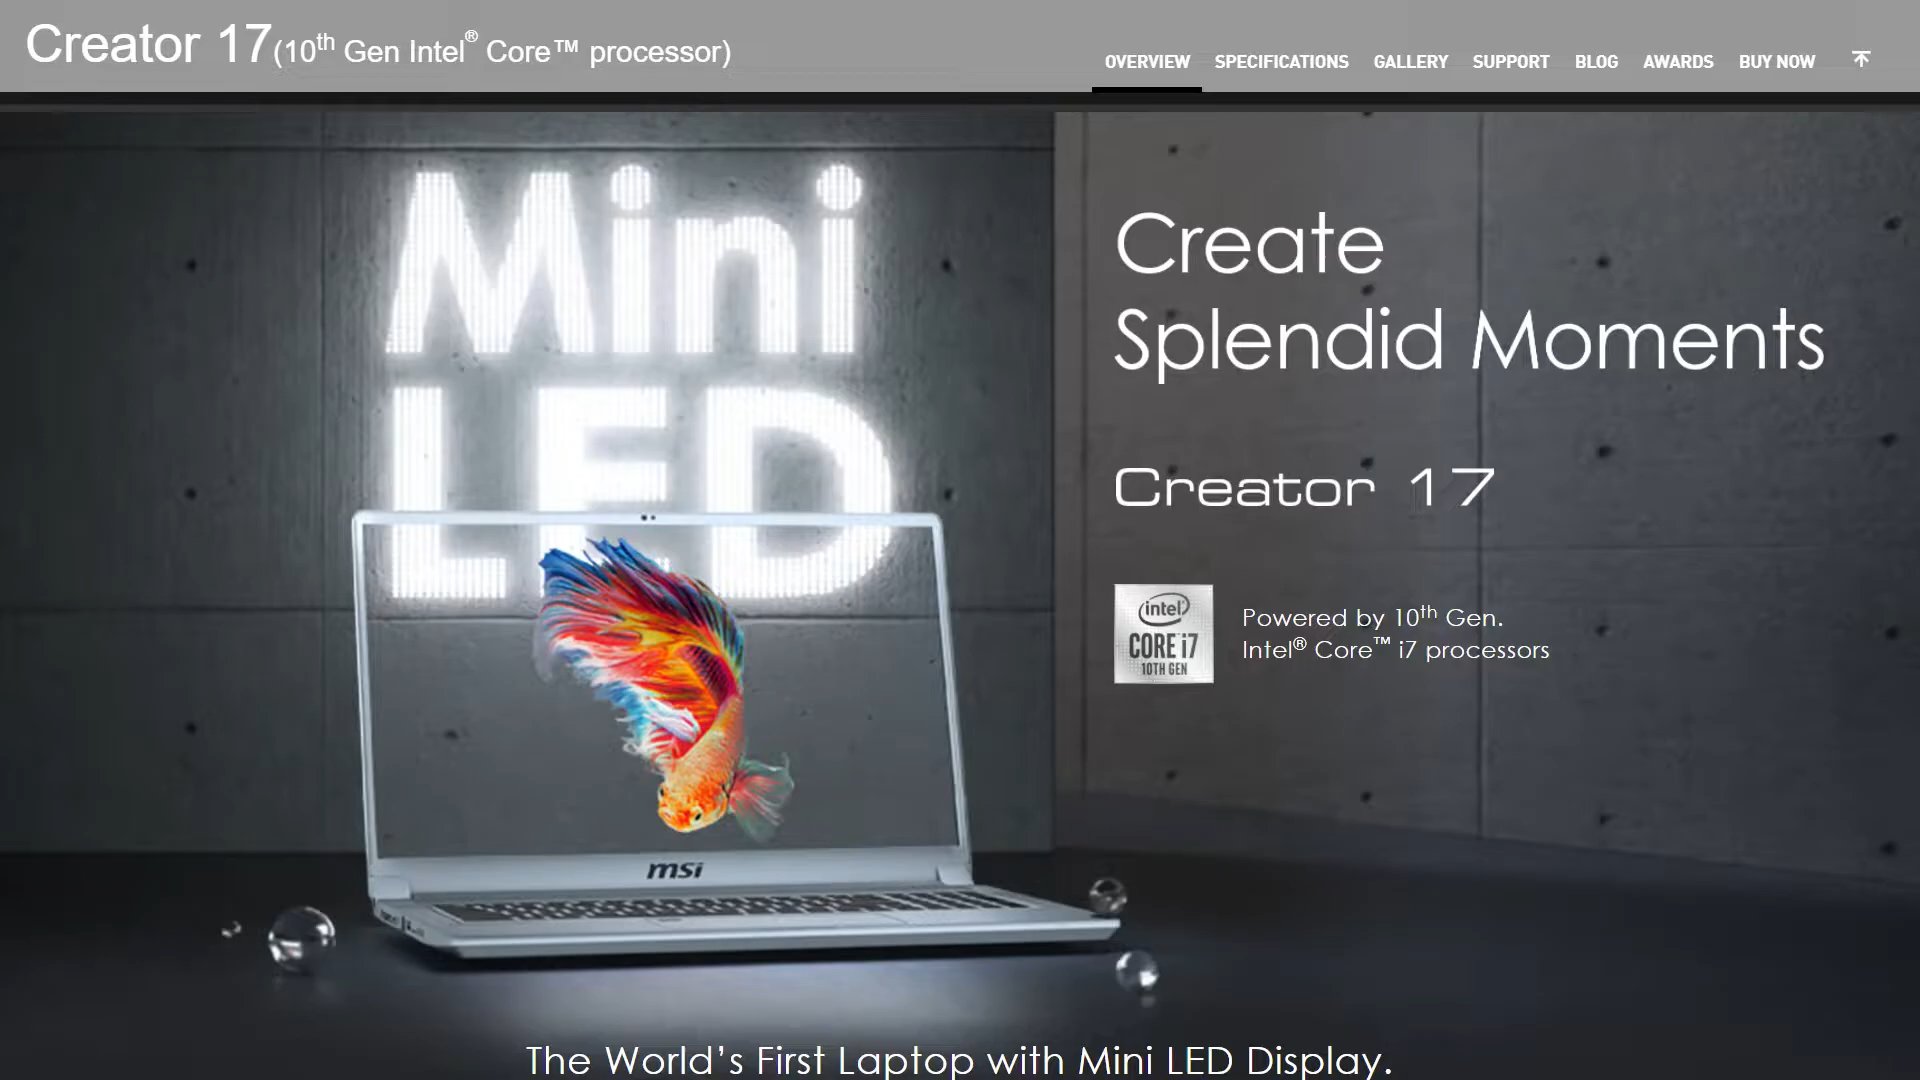 Creator 17(10th Gen Intel® Core™ processor)
OVERVIEW SPECIFICATIONS GALLERY SUPPORT BLOG AWARDS BUY NOW
Mini
LED
Create
Splendid Moments
Creator 17
intel®
CORE i7
10TH GEN
Powered by 10th Gen.
Intel® Core™ i7 processors
msi
The World’s First Laptop with Mini LED Display.